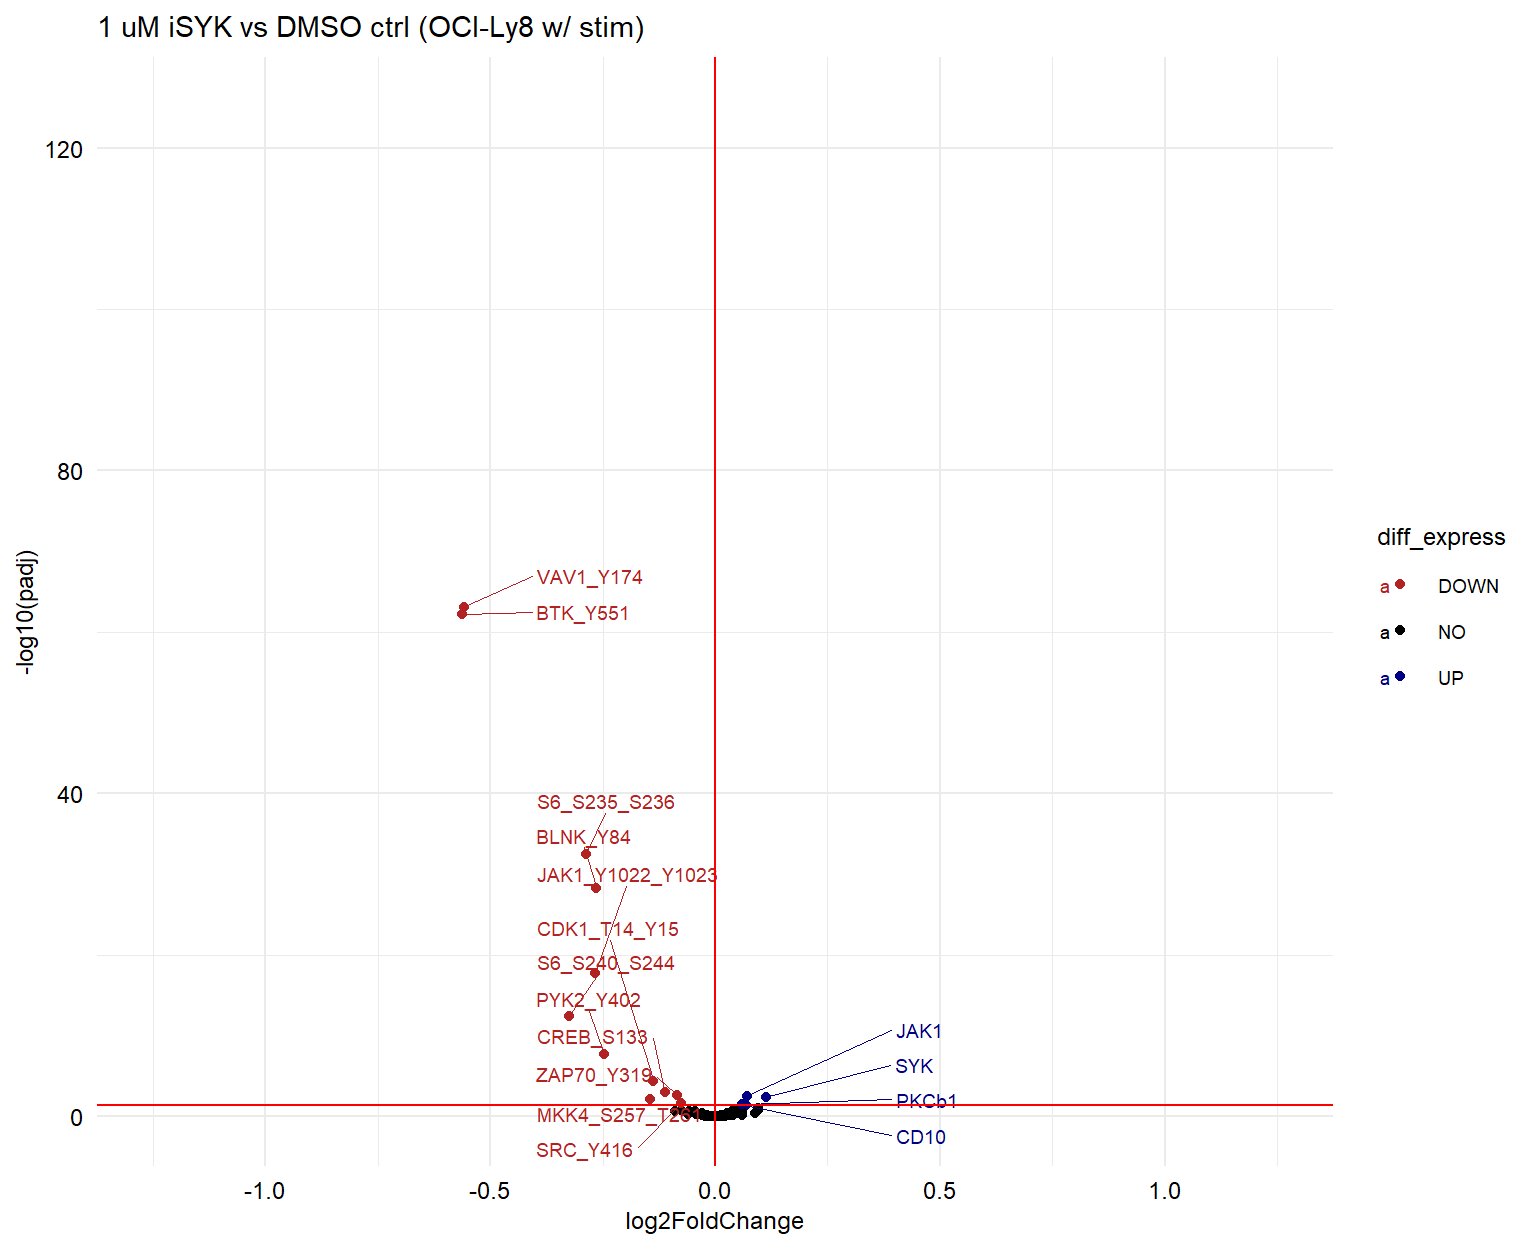 1 uM iSYK vs DMSO ctrl (OCI-Ly8 w/ stim)
120
80
40
0
-log10(padj)
VAV1_Y174
BTK_Y551
S6_S235_S236
BLNK_Y84
JAK1_Y1022_Y1023
CDK1_T14_Y15
S6_S240_S244
PYK2_Y402
CREB_S133
ZAP70_Y319
MKK4_S257_T261
SRC_Y416
JAK1
SYK
PKCb1
CD10
-1.0
-0.5
0.0
0.5
1.0
log2FoldChange
diff_express
a DOWN
a NO
a UP